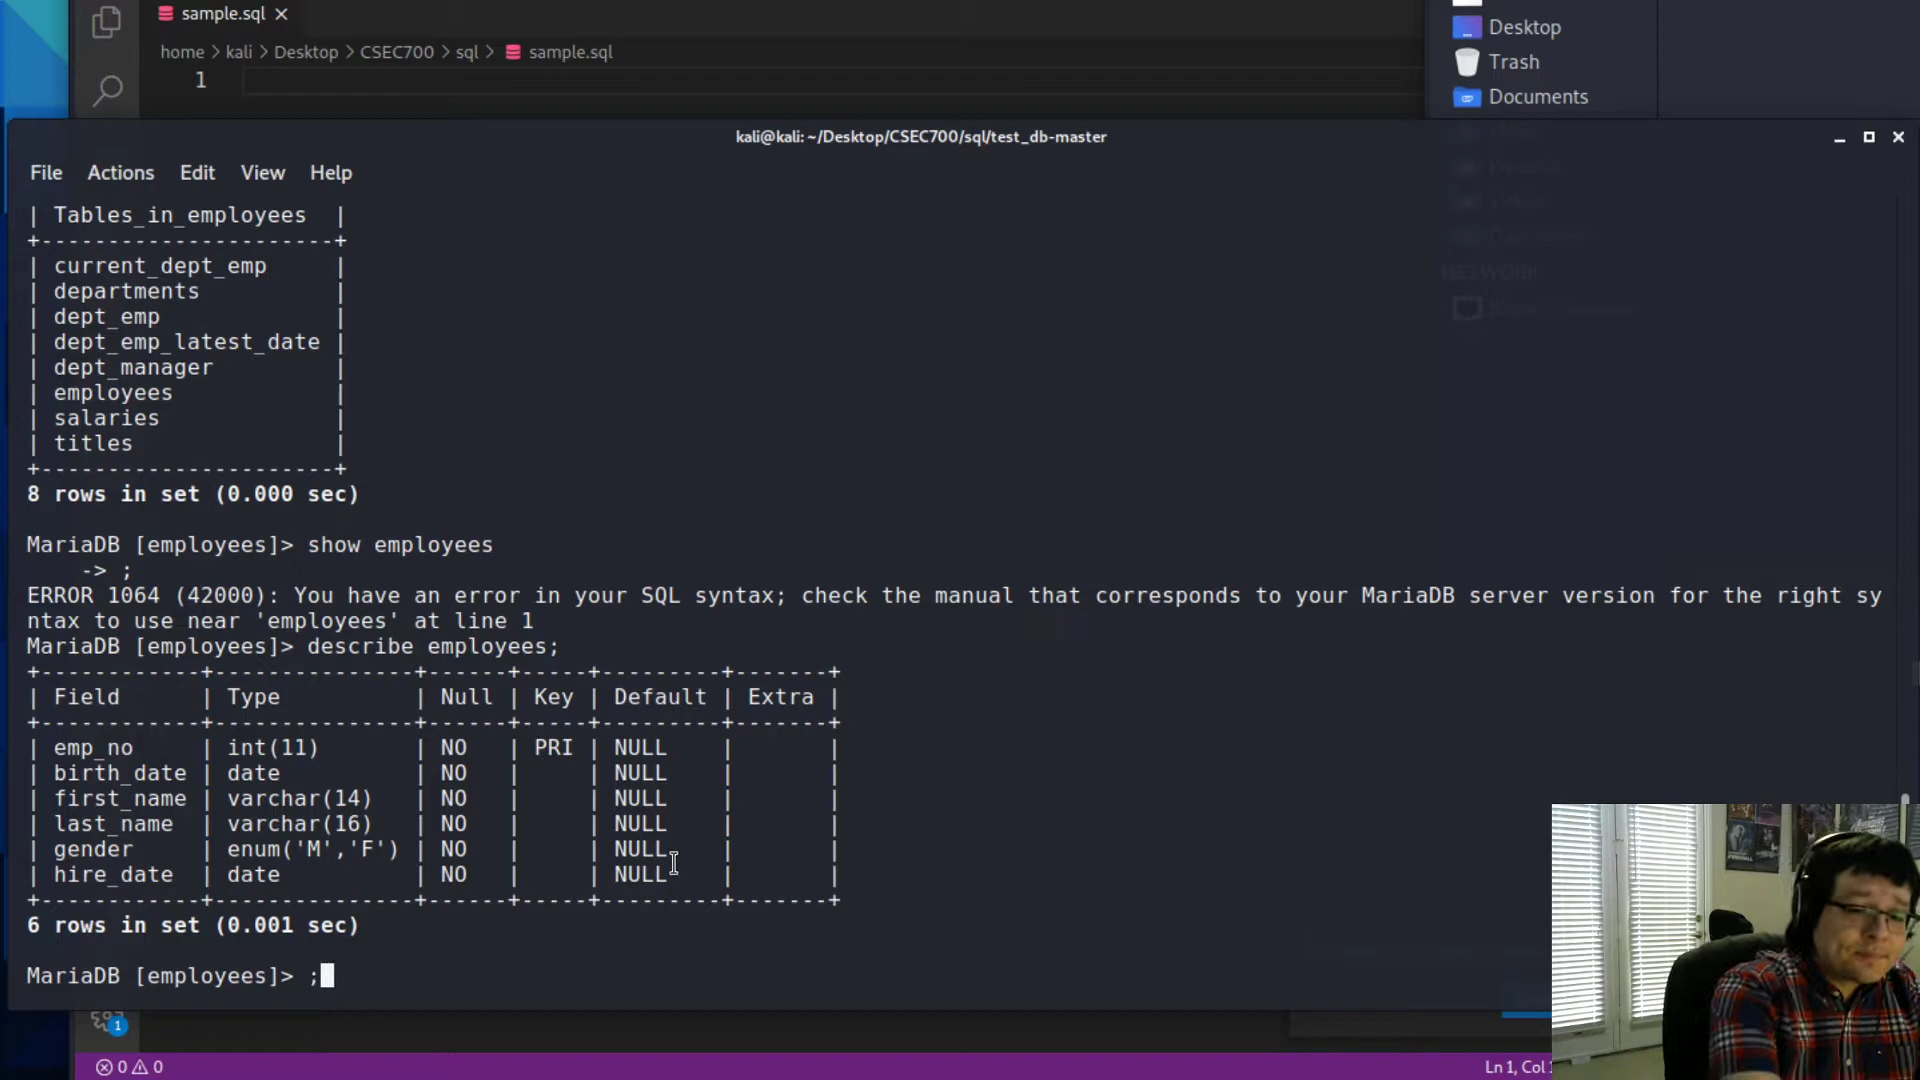 sample.sql
home > kali > Desktop > CSEC700 > sql > sample.sql
1
Desktop
Trash
Documents
kali@kali: ~/Desktop/CSEC700/sql/test_db-master
File Actions Edit View Help
| Tables_in_employees  |
+----------------------+
| current_dept_emp     |
| departments          |
| dept_emp             |
| dept_emp_latest_date |
| dept_manager         |
| employees            |
| salaries             |
| titles               |
+----------------------+
8 rows in set (0.000 sec)
MariaDB [employees]> show employees
    -> ;
ERROR 1064 (42000): You have an error in your SQL syntax; check the manual that corresponds to your MariaDB server version for the right sy
ntax to use near 'employees' at line 1
MariaDB [employees]> describe employees;
+------------+---------------+------+-----+---------+-------+
| Field      | Type          | Null | Key | Default | Extra |
+------------+---------------+------+-----+---------+-------+
| emp_no     | int(11)       | NO   | PRI | NULL    |       |
| birth_date | date          | NO   |     | NULL    |       |
| first_name | varchar(14)   | NO   |     | NULL    |       |
| last_name  | varchar(16)   | NO   |     | NULL    |       |
| gender     | enum('M','F') | NO   |     | NULL    |       |
| hire_date  | date          | NO   |     | NULL    |       |
+------------+---------------+------+-----+---------+-------+
6 rows in set (0.001 sec)
MariaDB [employees]> ;
1
0 0
Ln 1, Col